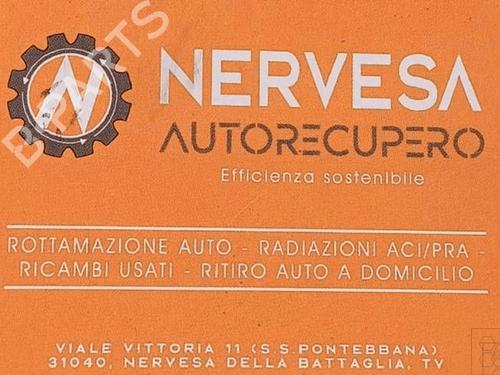 NERVESA
AUTORECUPERO
Efficienza sostenibile
ROTTAMAZIONE AUTO - RADIAZIONI ACI/PRA -
RICAMBI USATI - RITIRO AUTO A DOMICILIO
VIALE VITTORIA 11 (S.S.PONTEBBANA)
31040, NERVESA DELLA BATTAGLIA, TV
B-PARTS